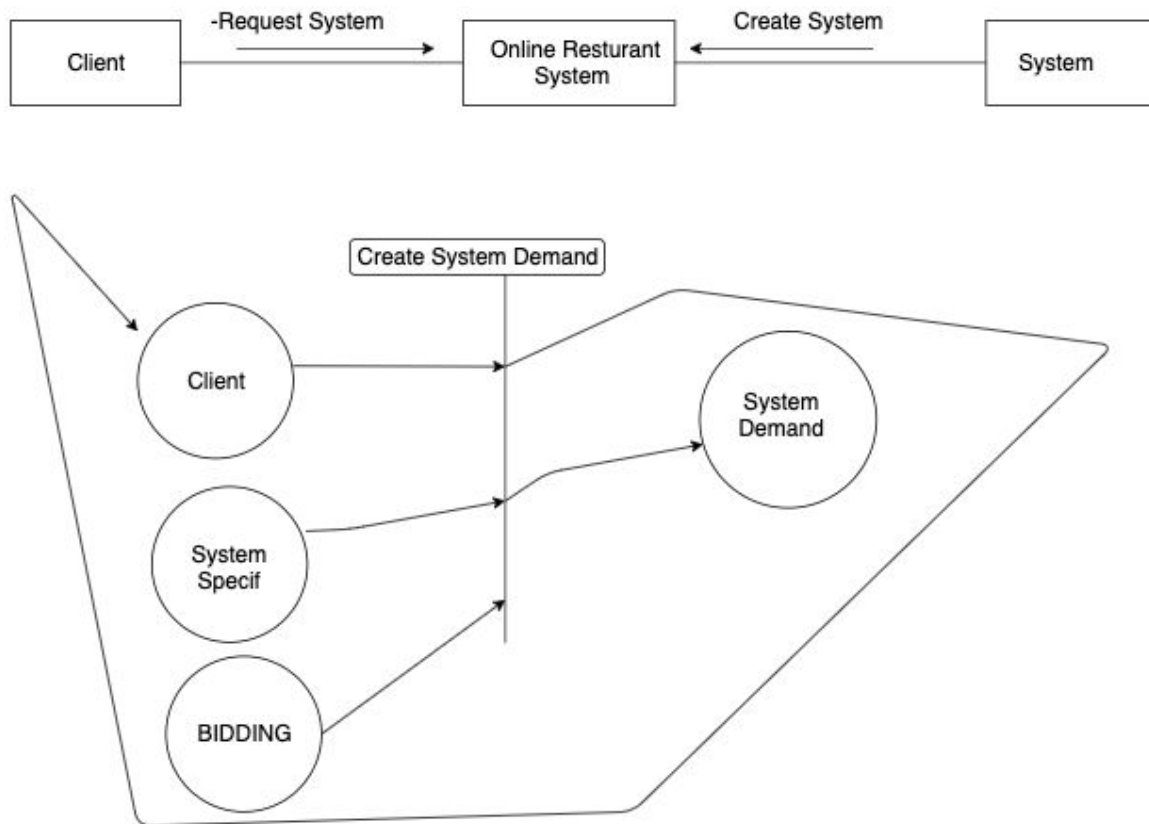 -Request System
Create System
Client
Online Resturant
System
System
Create System Demand
Client
System
Demand
System
Specif
BIDDING